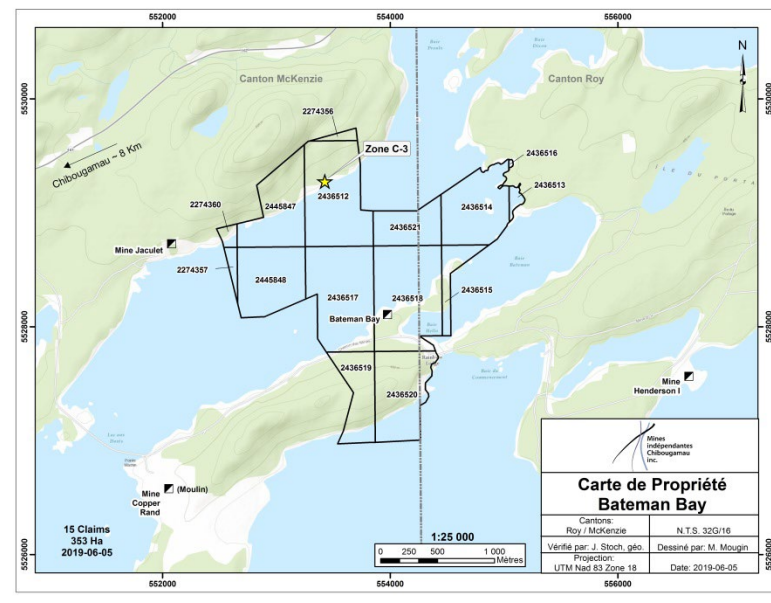 552000 554000 556000
N
Canton McKenzie
Canton Roy
5530000
5530000
2274356
Chibougamau ~ 8 Km
Zone C-3
2436516
2436512
2436513
2445847
2436514
2274360
2436521
Mine Jaculet
2274357
2445848
2436517
2436518
2436515
Bateman Bay
5528000
5528000
2436519
2436520
Mine
Henderson I
Mine
Copper
Rand
(Moulin)
15 Claims
353 Ha
2019-06-05
1:25 000
0 250 500 1 000
Mètres
Mines
indépendantes
Chibougamau
inc.
Carte de Propriété
Bateman Bay
Cantons:
Roy / McKenzie
N.T.S. 32G/16
Vérifié par: J. Stoch, géo.
Dessiné par: M. Mougin
Projection:
UTM Nad 83 Zone 18
Date: 2019-06-05
5526000
5526000
552000 554000 556000